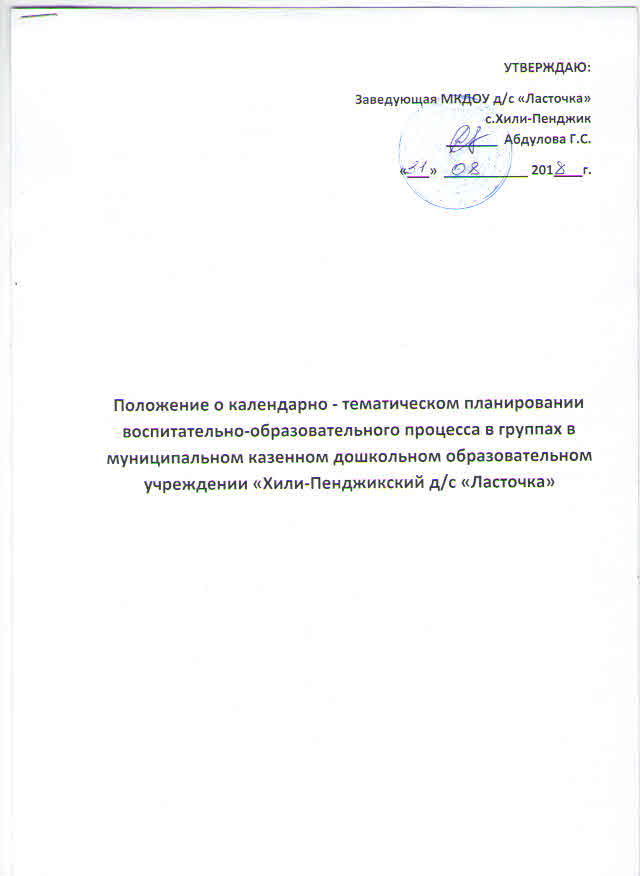 УТВЕРЖДАЮ:
Заведующая МКДОУ д/с «Ласточка»
с.Хили-Пенджик
Абдулова Г.С.
«31» 08 2018г.
Положение о календарно - тематическом планировании
воспитательно-образовательного процесса в группах в
муниципальном казенном дошкольном образовательном
учреждении «Хили-Пенджикский д/с «Ласточка»